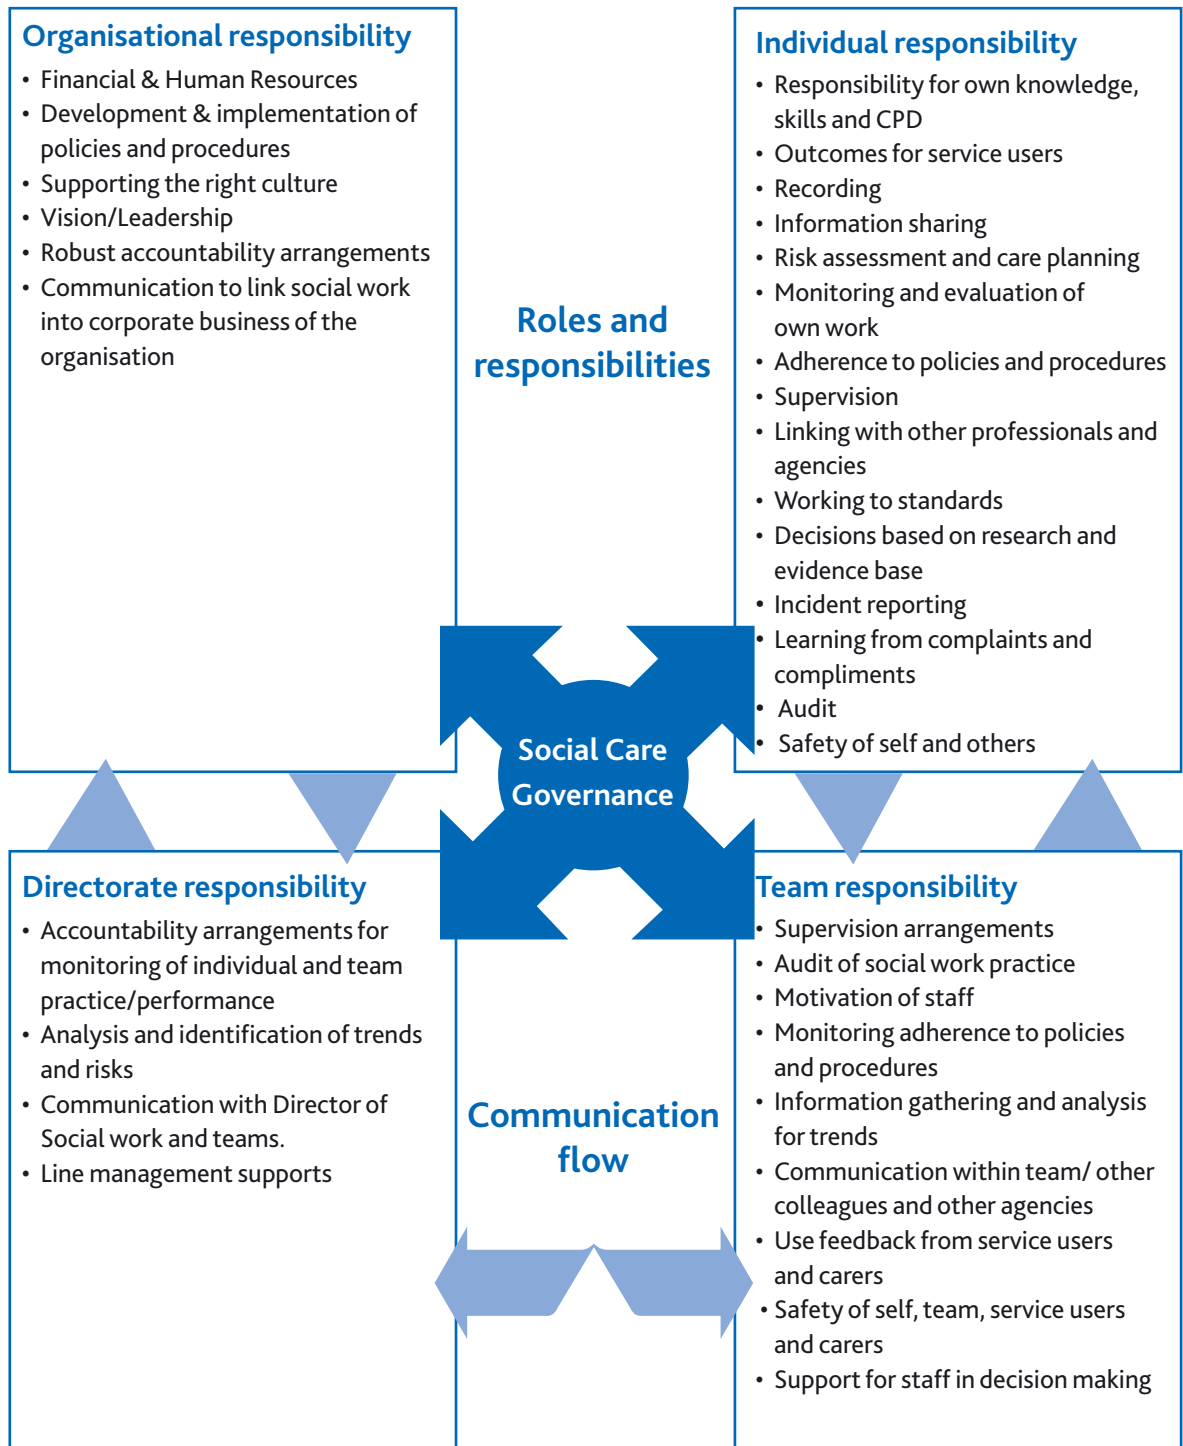 Organisational responsibility
• Financial & Human Resources
• Development & implementation of
policies and procedures
• Supporting the right culture
• Vision/Leadership
• Robust accountability arrangements
• Communication to link social work
into corporate business of the
organisation
Roles and
responsibilities
Individual responsibility
• Responsibility for own knowledge,
skills and CPD
• Outcomes for service users
• Recording
• Information sharing
• Risk assessment and care planning
• Monitoring and evaluation of
own work
• Adherence to policies and procedures
• Supervision
• Linking with other professionals and
agencies
• Working to standards
• Decisions based on research and
evidence base
• Incident reporting
• Learning from complaints and
compliments
• Audit
• Safety of self and others
Social Care
Governance
Directorate responsibility
• Accountability arrangements for
monitoring of individual and team
practice/performance
• Analysis and identification of trends
and risks
• Communication with Director of
Social work and teams.
• Line management supports
Communication
flow
Team responsibility
• Supervision arrangements
• Audit of social work practice
• Motivation of staff
• Monitoring adherence to policies
and procedures
• Information gathering and analysis
for trends
• Communication within team/ other
colleagues and other agencies
• Use feedback from service users
and carers
• Safety of self, team, service users
and carers
• Support for staff in decision making